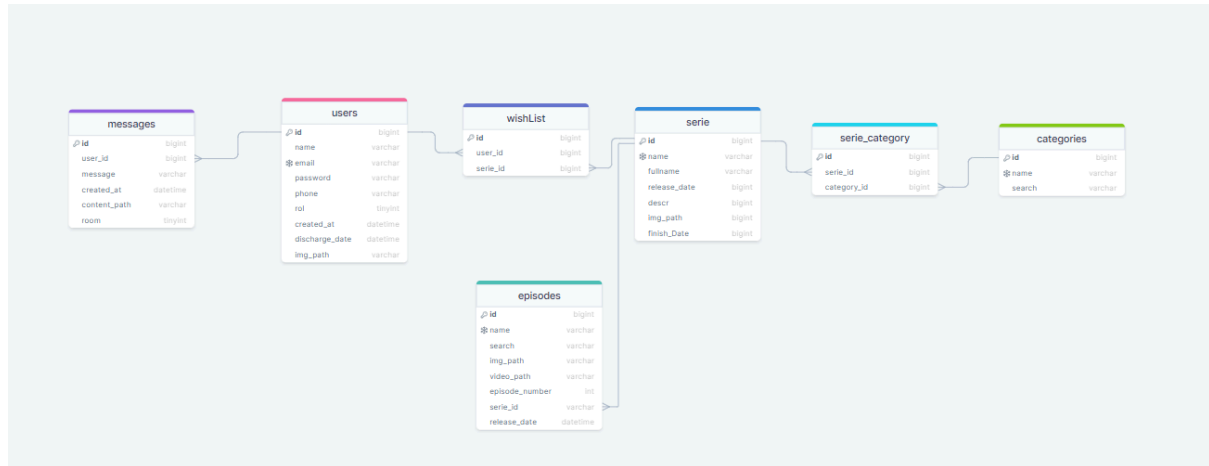 messages
id bigint
user_id bigint
message varchar
created_at datetime
content_path varchar
room tinyint
users
id bigint
name varchar
email varchar
password varchar
phone varchar
rol tinyint
created_at datetime
discharge_date datetime
img_path varchar
wishList
id bigint
user_id bigint
serie_id bigint
serie
id bigint
name varchar
fullname varchar
release_date bigint
descr bigint
img_path bigint
finish_Date bigint
serie_category
id bigint
serie_id bigint
category_id bigint
categories
id bigint
name varchar
search varchar
episodes
id bigint
name varchar
search varchar
img_path varchar
video_path varchar
episode_number int
serie_id varchar
release_date datetime